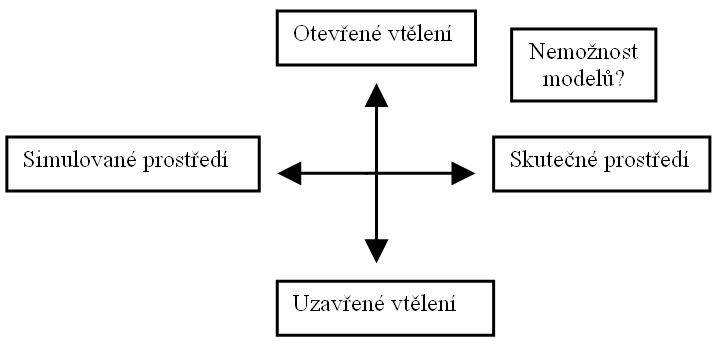 Otevřené vtělení
Nemožnost
modelů?
Simulované prostředí
Skutečné prostředí
Uzavřené vtělení